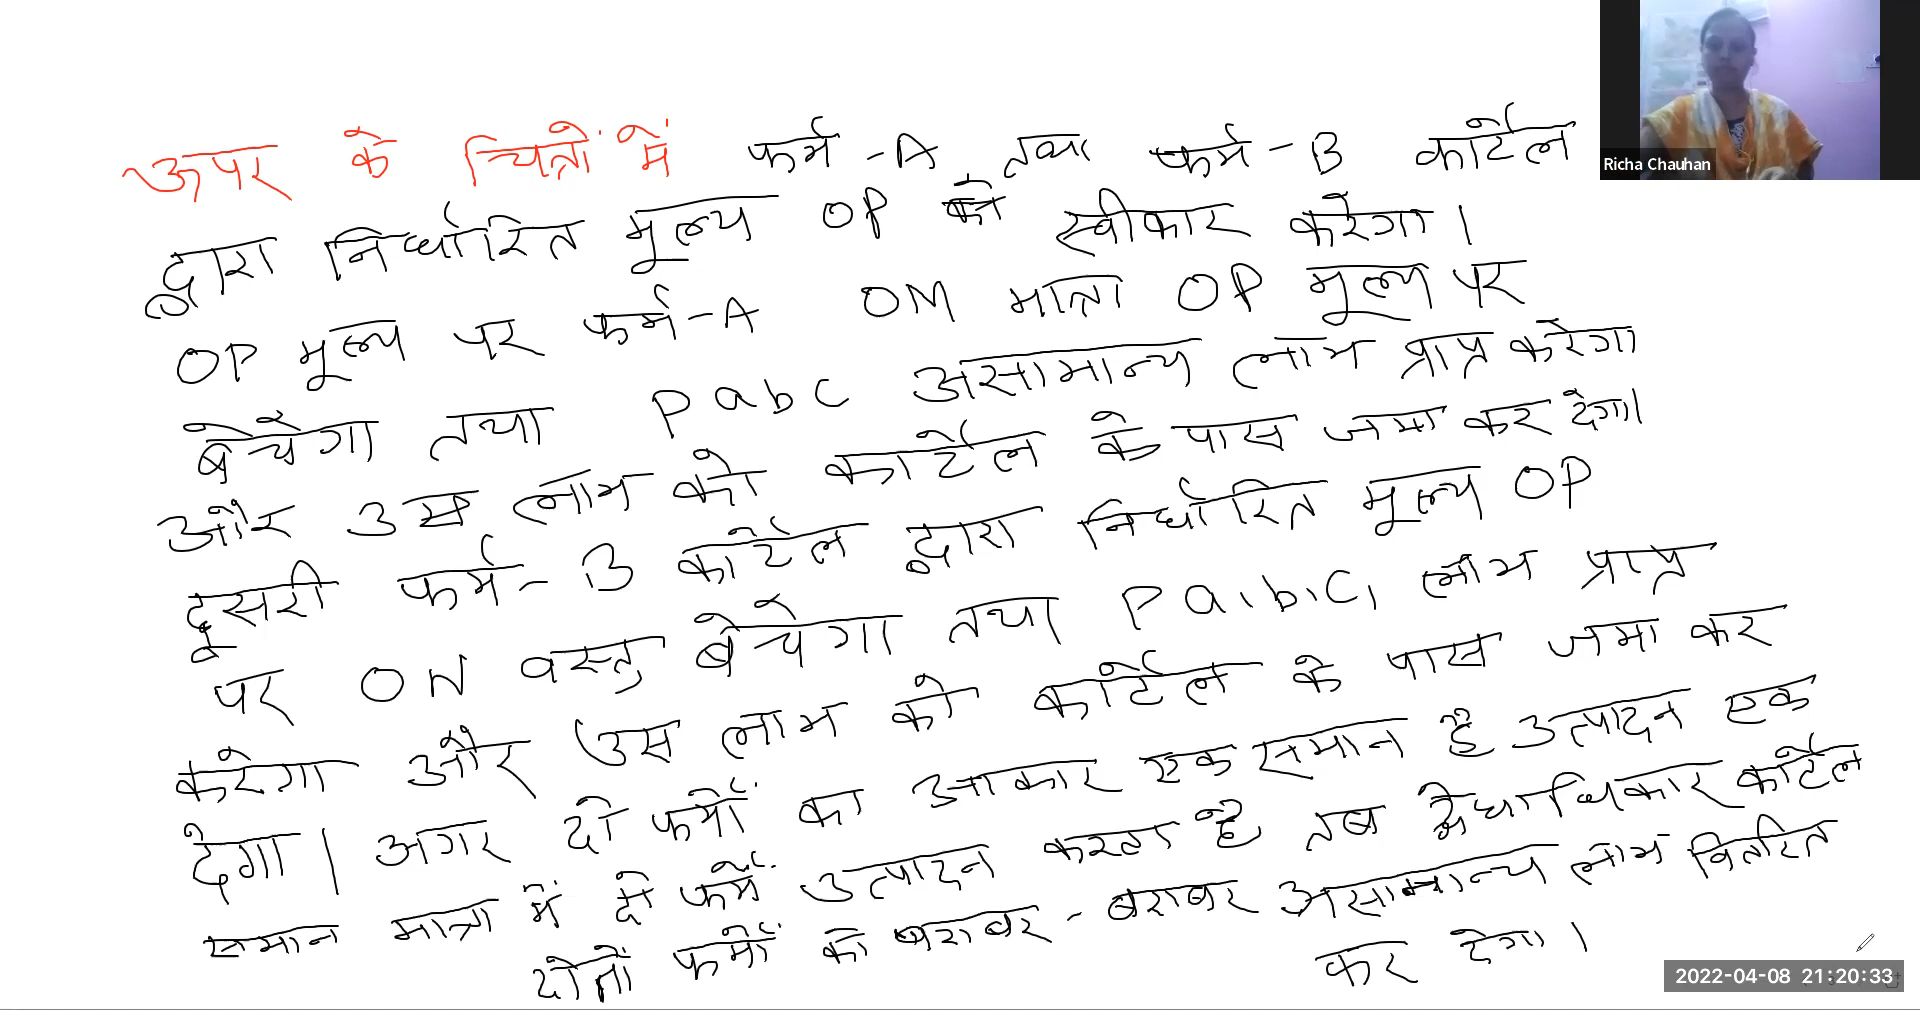 ऊपर के चित्रों में फर्म -A तथा फर्म - B कार्टेल
द्वारा निर्धारित मूल्य OP को स्वीकार करेगा।
OP मूल्य पर फर्म-A OM मात्रा OP मूल्य पर
बेचेगा तथा Pabc असामान्य लाभ प्राप्त करेगा
और उस लाभ को कार्टेल के पास जमा कर देगा।
दूसरी फर्म- B कार्टेल द्वारा निर्धारित मूल्य OP
पर ON वस्तु बेचेगा तथा Pa₁b₁C₁ लाभ प्राप्त
करेगा और उस लाभ को कार्टेल के पास जमा कर
देगा। अगर दो फर्मों का आकार एक समान है उत्पादन एक
समान मात्रा में दो फर्में उत्पादन करता है तब द्वैधाधिकार कार्टेल
दोनों फर्मों को बराबर - बराबर असामान्य लाभ वितरित
कर देगा।
Richa Chauhan
2022-04-08 21:20:33